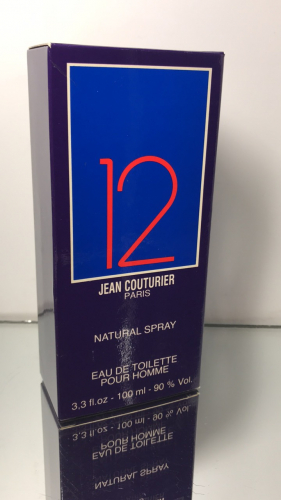 12
JEAN COUTURIER
PARIS
NATURAL SPRAY
EAU DE TOILETTE
POUR HOMME
3,3 fl.oz - 100 ml - 90 % Vol.